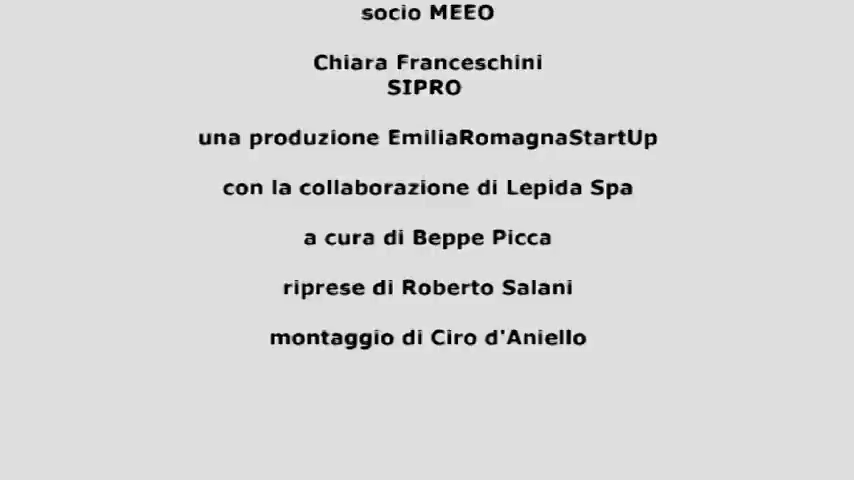 socio MEEO
Chiara Franceschini
SIPRO
una produzione EmiliaRomagnaStartUp
con la collaborazione di Lepida Spa
a cura di Beppe Picca
riprese di Roberto Salani
montaggio di Ciro d'Aniello